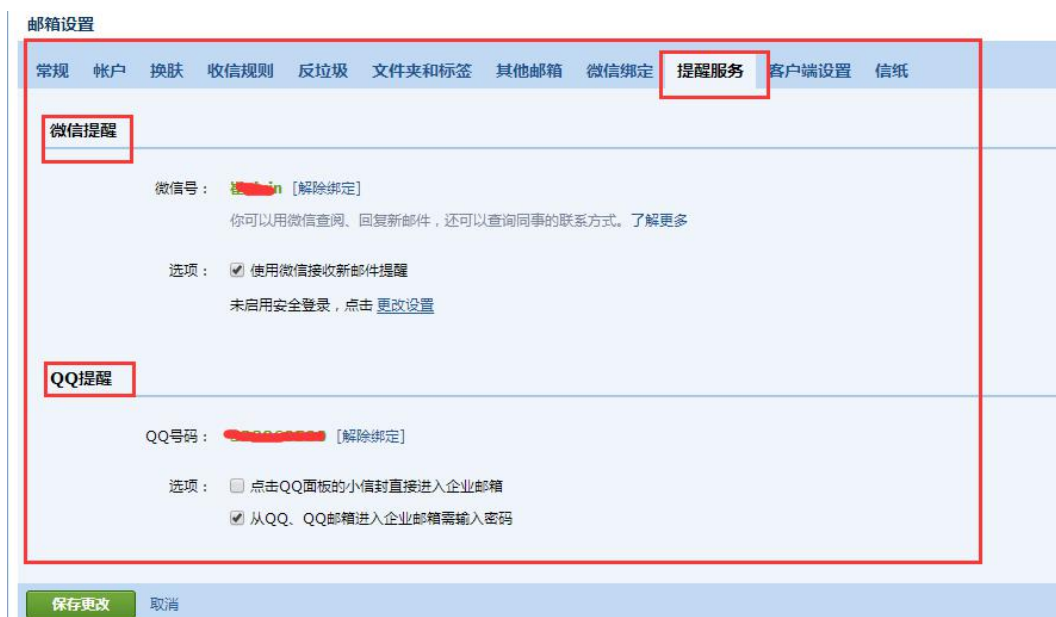 邮箱设置
常规 帐户 换肤 收信规则 反垃圾 文件夹和标签 其他邮箱 微信绑定 提醒服务 客户端设置 信纸
微信提醒
微信号： [解除绑定]
你可以用微信查阅、回复新邮件，还可以查询同事的联系方式。了解更多
选项： 使用微信接收新邮件提醒
未启用安全登录，点击 更改设置
QQ提醒
QQ号码： [解除绑定]
选项： 点击QQ面板的小信封直接进入企业邮箱
从QQ、QQ邮箱进入企业邮箱需输入密码
保存更改 取消